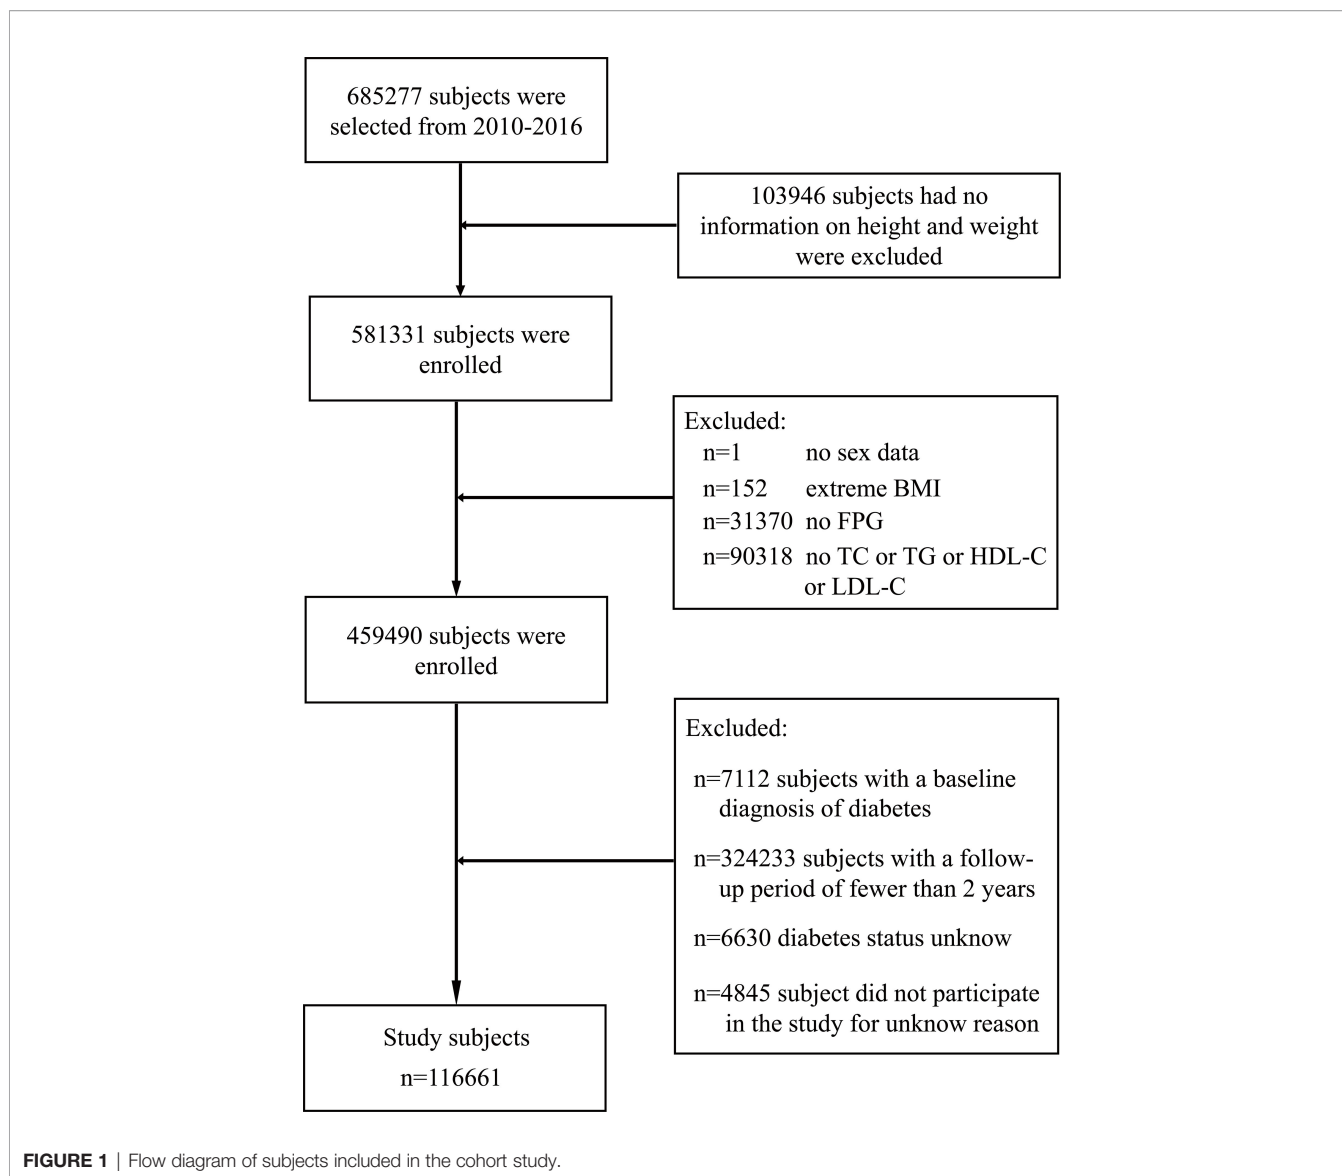 685277 subjects were
selected from 2010-2016
103946 subjects had no
information on height and weight
were excluded
581331 subjects were
enrolled
Excluded:
n=1 no sex data
n=152 extreme BMI
n=31370 no FPG
n=90318 no TC or TG or HDL-C
or LDL-C
459490 subjects were
enrolled
Excluded:
n=7112 subjects with a baseline
diagnosis of diabetes
n=324233 subjects with a follow-
up period of fewer than 2 years
n=6630 diabetes status unknow
n=4845 subject did not participate
in the study for unknow reason
Study subjects
n=116661
FIGURE 1 | Flow diagram of subjects included in the cohort study.